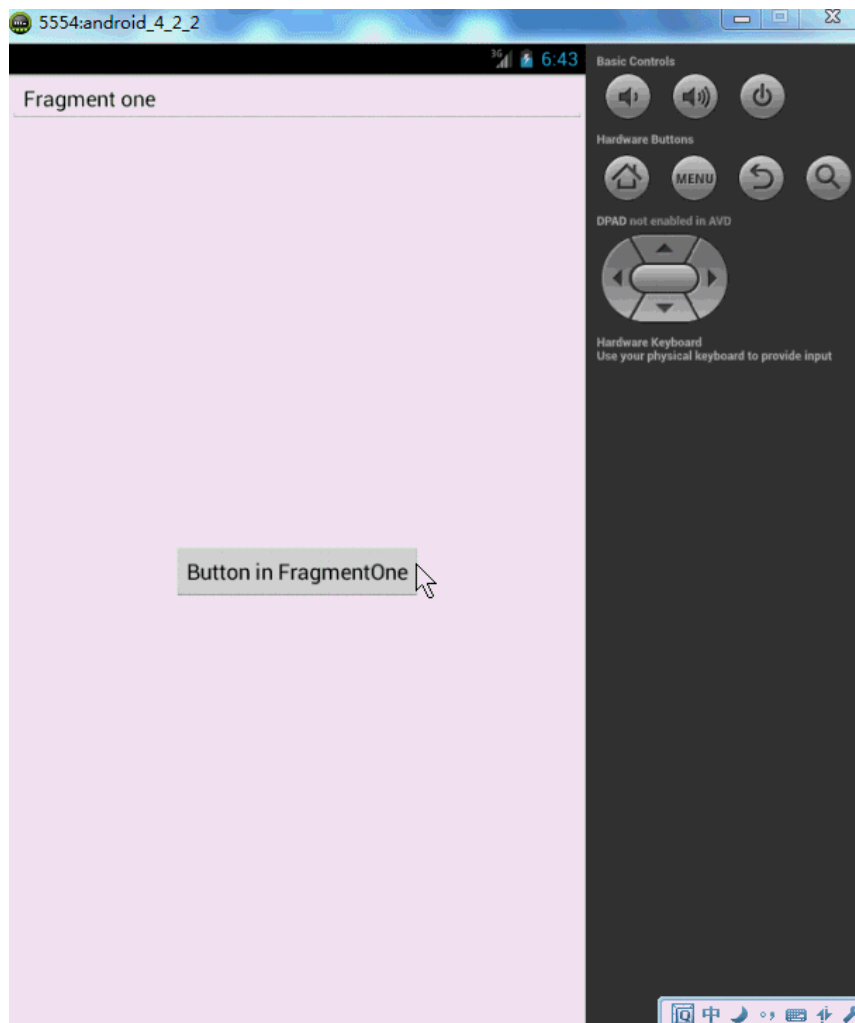 5554:android_4_2_2
3G 6:43
Fragment one
Button in FragmentOne
Basic Controls
Hardware Buttons
MENU
DPAD not enabled in AVD
Hardware Keyboard
Use your physical keyboard to provide input
中